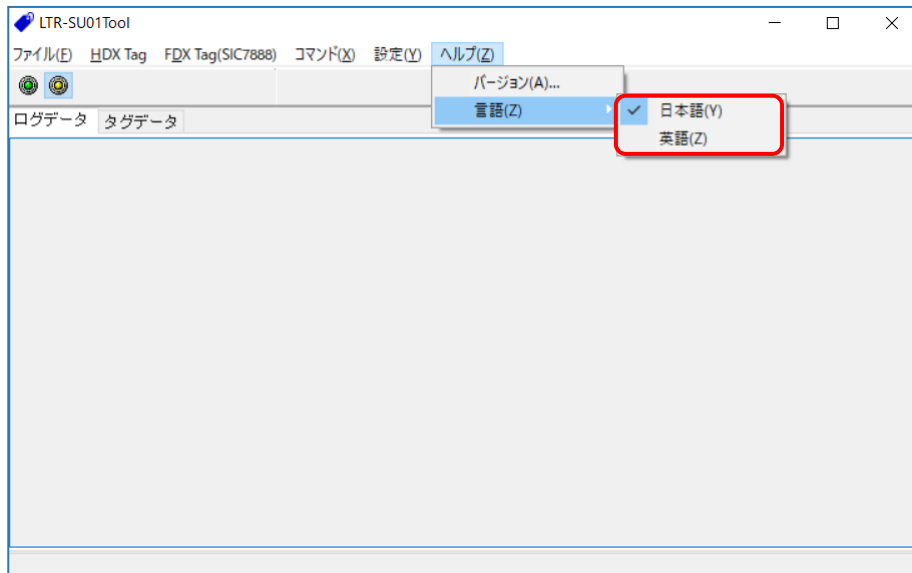 LTR-SU01Tool
ファイル(F) HDX Tag FDX Tag(SIC7888) コマンド(X) 設定(Y) ヘルプ(Z)
バージョン(A)...
言語(Z)
日本語(Y)
英語(Z)
ログデータ タグデータ